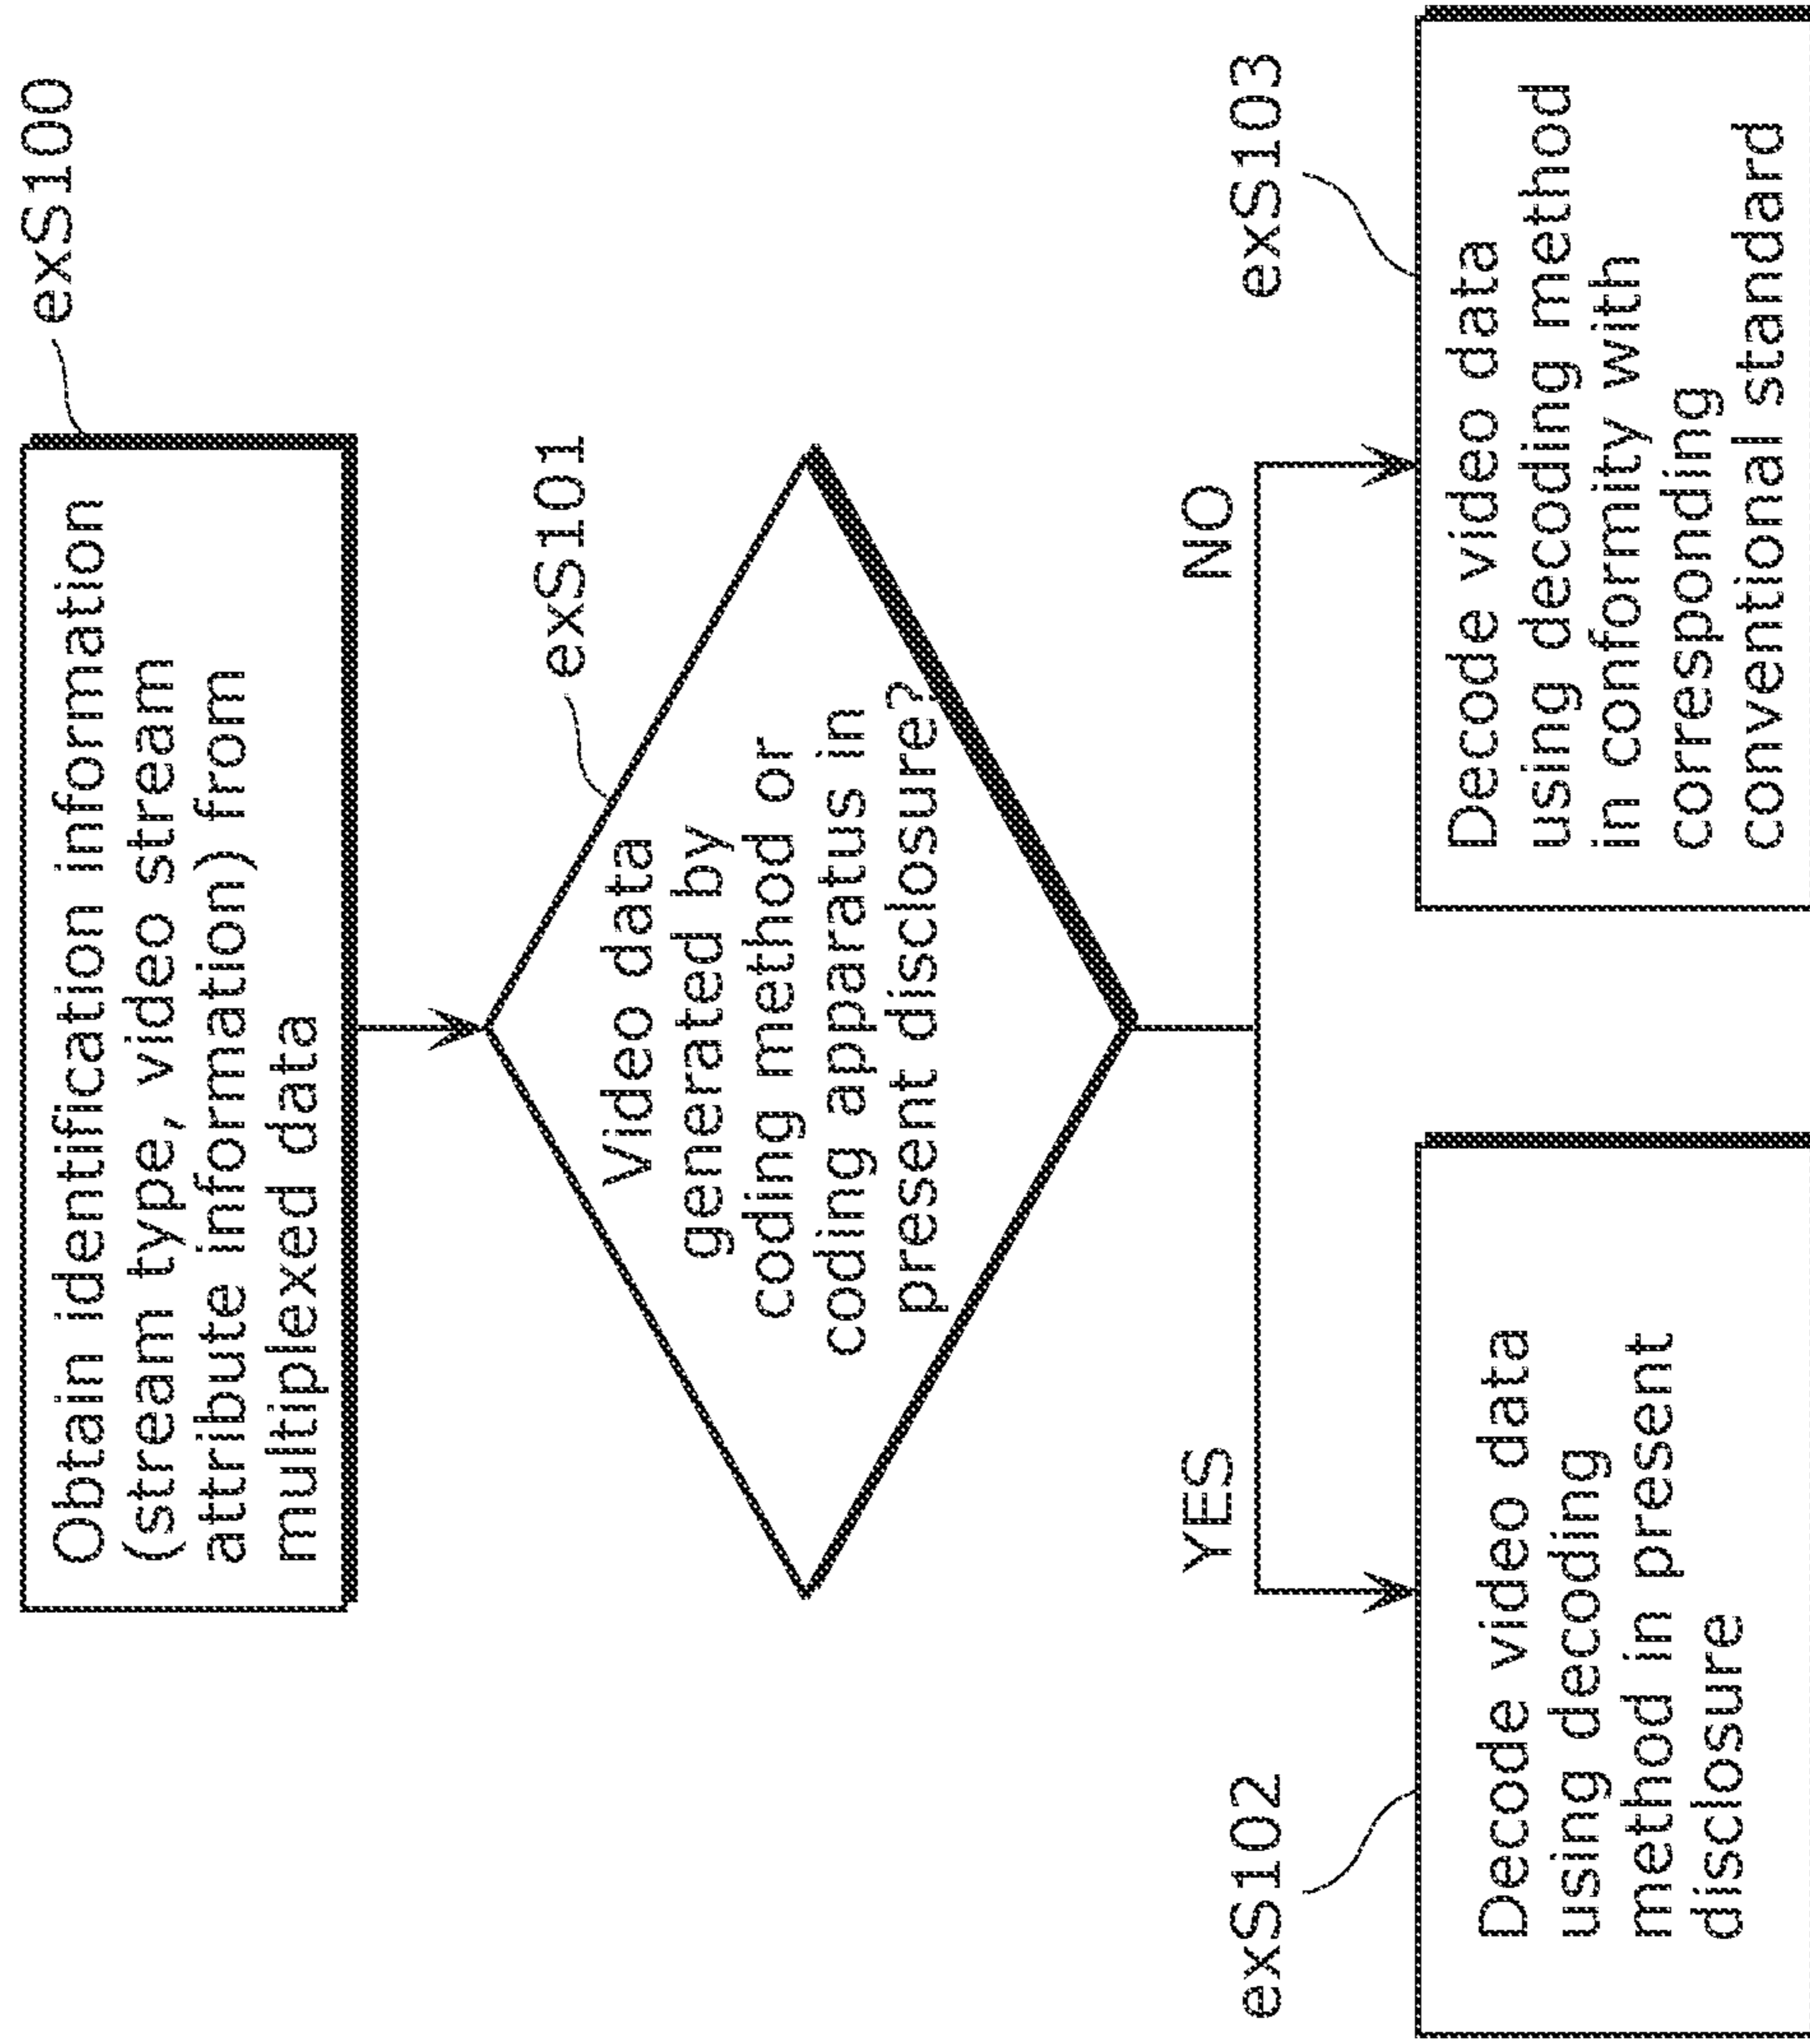 exS100
Obtain identification information
(stream type, video stream
attribute information) from
multiplexed data
exS101
Video data
generated by
coding method or
coding apparatus in
present disclosure?
YES
NO
exS102
Decode video data
using decoding
method in present
disclosure
exS103
Decode video data
using decoding method
in conformity with
corresponding
conventional standard